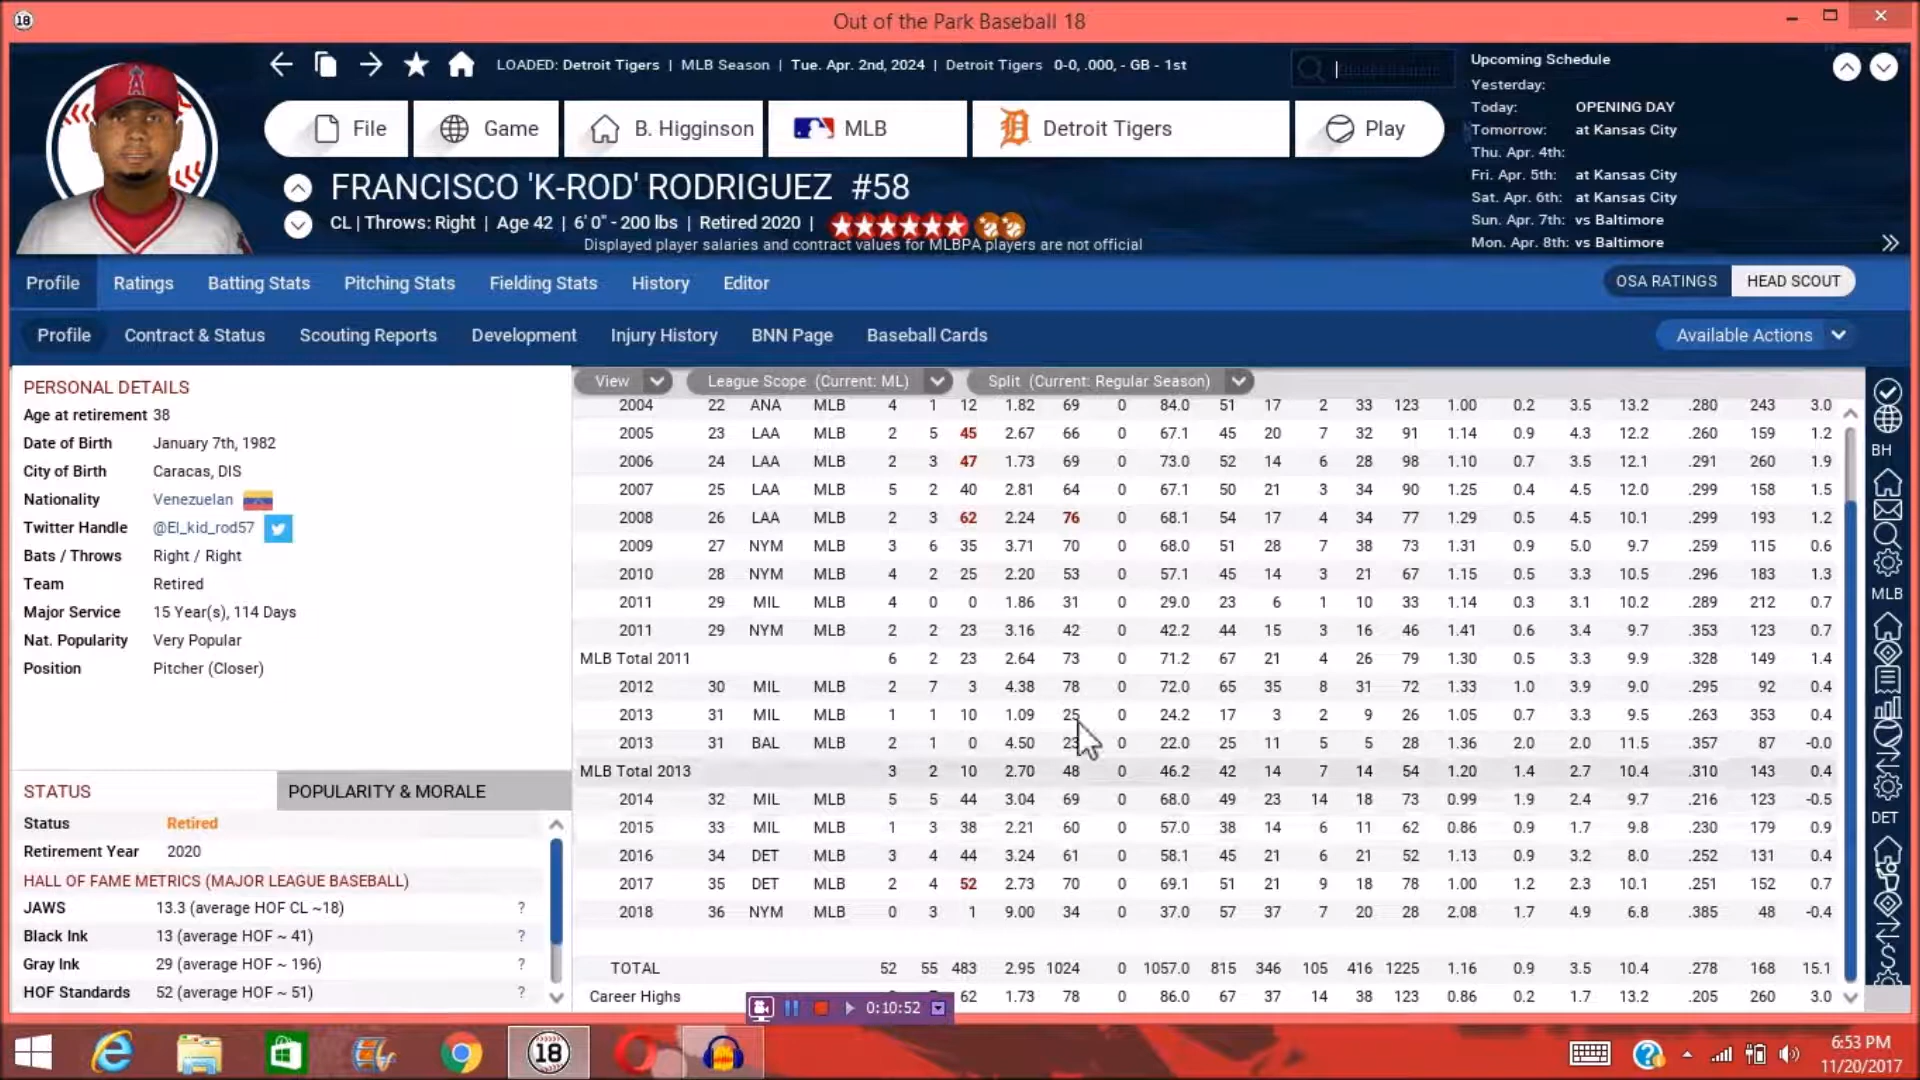 Out of the Park Baseball 18
LOADED: Detroit Tigers | MLB Season | Tue. Apr. 2nd, 2024 | Detroit Tigers 0-0, .000, - GB - 1st
Upcoming Schedule
Yesterday:
Today: OPENING DAY
Tomorrow: at Kansas City
Thu. Apr. 4th:
Fri. Apr. 5th: at Kansas City
Sat. Apr. 6th: at Kansas City
Sun. Apr. 7th: vs Baltimore
Mon. Apr. 8th: vs Baltimore
File Game B. Higginson MLB Detroit Tigers Play
FRANCISCO 'K-ROD' RODRIGUEZ #58
CL | Throws: Right | Age 42 | 6' 0" - 200 lbs | Retired 2020 |
Displayed player salaries and contract values for MLBPA players are not official
Profile Ratings Batting Stats Pitching Stats Fielding Stats History Editor
OSA RATINGS HEAD SCOUT
Profile Contract & Status Scouting Reports Development Injury History BNN Page Baseball Cards
Available Actions
PERSONAL DETAILS
Age at retirement 38
Date of Birth January 7th, 1982
City of Birth Caracas, DIS
Nationality Venezuelan
Twitter Handle @El_kid_rod57
Bats / Throws Right / Right
Team Retired
Major Service 15 Year(s), 114 Days
Nat. Popularity Very Popular
Position Pitcher (Closer)
STATUS POPULARITY & MORALE
Status Retired
Retirement Year 2020
HALL OF FAME METRICS (MAJOR LEAGUE BASEBALL)
JAWS 13.3 (average HOF CL ~18) ?
Black Ink 13 (average HOF ~ 41) ?
Gray Ink 29 (average HOF ~ 196) ?
HOF Standards 52 (average HOF ~ 51) ?
View League Scope (Current: ML) Split (Current: Regular Season)
2004 22 ANA MLB 4 1 12 1.82 69 0 84.0 51 17 2 33 123 1.00 0.2 3.5 13.2 .280 243 3.0
2005 23 LAA MLB 2 5 45 2.67 66 0 67.1 45 20 7 32 91 1.14 0.9 4.3 12.2 .260 159 1.2
2006 24 LAA MLB 2 3 47 1.73 69 0 73.0 52 14 6 28 98 1.10 0.7 3.5 12.1 .291 260 1.9
2007 25 LAA MLB 5 2 40 2.81 64 0 67.1 50 21 3 34 90 1.25 0.4 4.5 12.0 .299 158 1.5
2008 26 LAA MLB 2 3 62 2.24 76 0 68.1 54 17 4 34 77 1.29 0.5 4.5 10.1 .299 193 1.2
2009 27 NYM MLB 3 6 35 3.71 70 0 68.0 51 28 7 38 73 1.31 0.9 5.0 9.7 .259 115 0.6
2010 28 NYM MLB 4 2 25 2.20 53 0 57.1 45 14 3 21 67 1.15 0.5 3.3 10.5 .296 183 1.3
2011 29 MIL MLB 4 0 0 1.86 31 0 29.0 23 6 1 10 33 1.14 0.3 3.1 10.2 .289 212 0.7
2011 29 NYM MLB 2 2 23 3.16 42 0 42.2 44 15 3 16 46 1.41 0.6 3.4 9.7 .353 123 0.7
MLB Total 2011 6 2 23 2.64 73 0 71.2 67 21 4 26 79 1.30 0.5 3.3 9.9 .328 149 1.4
2012 30 MIL MLB 2 7 3 4.38 78 0 72.0 65 35 8 31 72 1.33 1.0 3.9 9.0 .295 92 0.4
2013 31 MIL MLB 1 1 10 1.09 25 0 24.2 17 3 2 9 26 1.05 0.7 3.3 9.5 .263 353 0.4
2013 31 BAL MLB 2 1 0 4.50 23 0 22.0 25 11 5 5 28 1.36 2.0 2.0 11.5 .357 87 -0.0
MLB Total 2013 3 2 10 2.70 48 0 46.2 42 14 7 14 54 1.20 1.4 2.7 10.4 .310 143 0.4
2014 32 MIL MLB 5 5 44 3.04 69 0 68.0 49 23 14 18 73 0.99 1.9 2.4 9.7 .216 123 -0.5
2015 33 MIL MLB 1 3 38 2.21 60 0 57.0 38 14 6 11 62 0.86 0.9 1.7 9.8 .230 179 0.9
2016 34 DET MLB 3 4 44 3.24 61 0 58.1 45 21 6 21 52 1.13 0.9 3.2 8.0 .252 131 0.4
2017 35 DET MLB 2 4 52 2.73 70 0 69.1 51 21 9 18 78 1.00 1.2 2.3 10.1 .251 152 0.7
2018 36 NYM MLB 0 3 1 9.00 34 0 37.0 57 37 7 20 28 2.08 1.7 4.9 6.8 .385 48 -0.4
TOTAL 52 55 483 2.95 1024 0 1057.0 815 346 105 416 1225 1.16 0.9 3.5 10.4 .278 168 15.1
Career Highs 62 1.73 78 0 86.0 67 37 14 38 123 0.86 0.2 1.7 13.2 .205 260 3.0
BH
MLB
DET
0:10:52
18
6:53 PM
11/20/2017